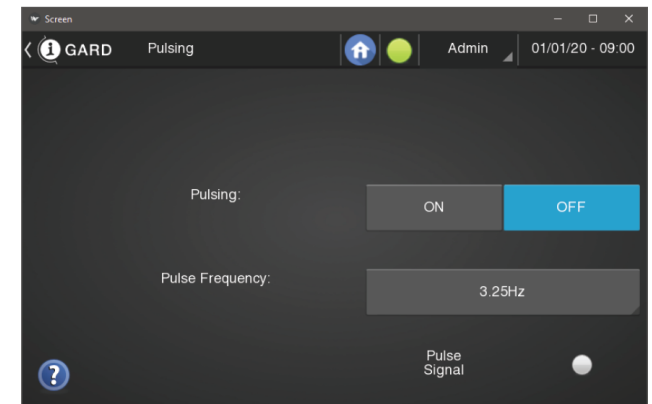 Screen
i GARD Pulsing Admin 01/01/20 - 09:00
Pulsing: ON OFF
Pulse Frequency: 3.25Hz
Pulse
Signal
?